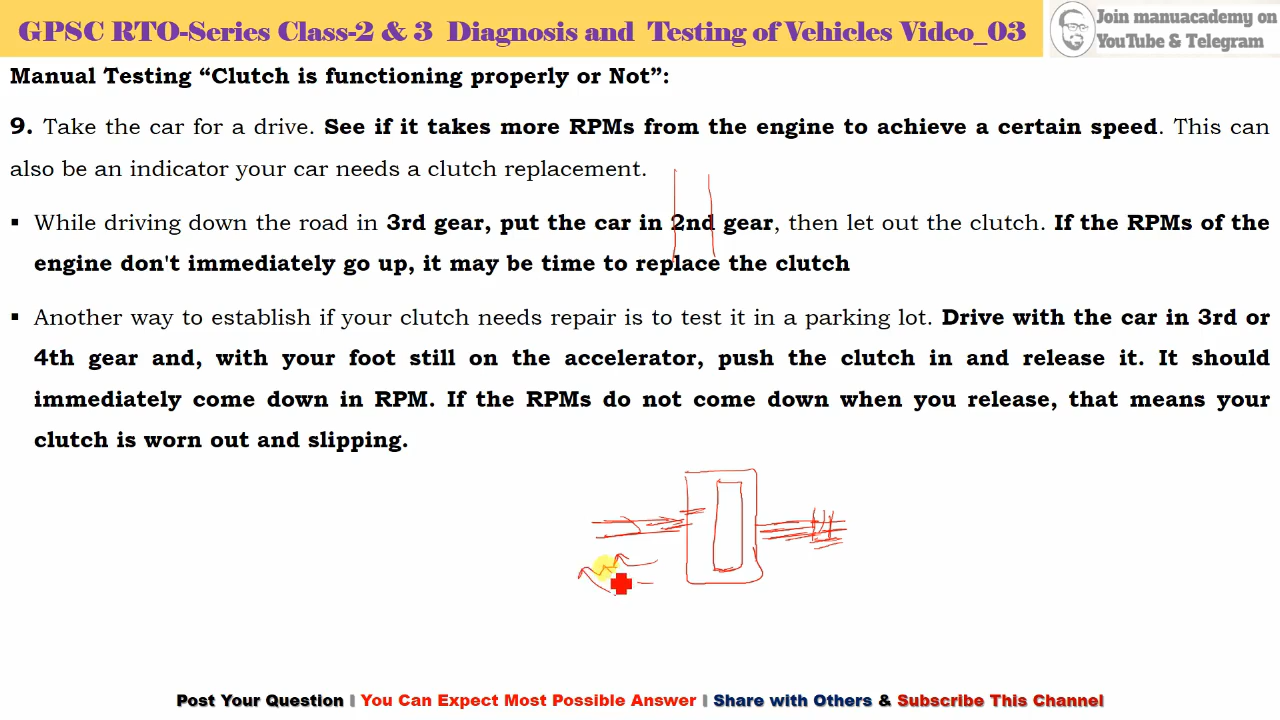 GPSC RTO-Series Class-2 & 3 Diagnosis and Testing of Vehicles Video_03
Join manuacademy on
YouTube & Telegram
Manual Testing “Clutch is functioning properly or Not”:
9. Take the car for a drive. See if it takes more RPMs from the engine to achieve a certain speed. This can
also be an indicator your car needs a clutch replacement.
▪ While driving down the road in 3rd gear, put the car in 2nd gear, then let out the clutch. If the RPMs of the
engine don't immediately go up, it may be time to replace the clutch
▪ Another way to establish if your clutch needs repair is to test it in a parking lot. Drive with the car in 3rd or
4th gear and, with your foot still on the accelerator, push the clutch in and release it. It should
immediately come down in RPM. If the RPMs do not come down when you release, that means your
clutch is worn out and slipping.
Post Your Question | You Can Expect Most Possible Answer | Share with Others & Subscribe This Channel